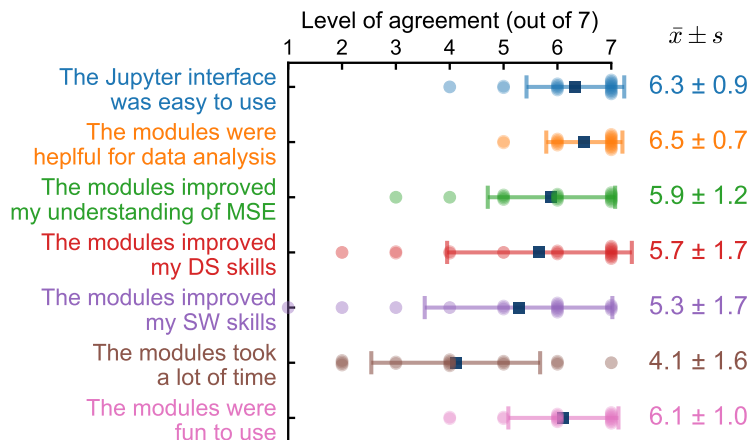 Level of agreement (out of 7)
x̄ ± s
1 2 3 4 5 6 7
The Jupyter interface
was easy to use
6.3 ± 0.9
The modules were
heplful for data analysis
6.5 ± 0.7
The modules improved
my understanding of MSE
5.9 ± 1.2
The modules improved
my DS skills
5.7 ± 1.7
The modules improved
my SW skills
5.3 ± 1.7
The modules took
a lot of time
4.1 ± 1.6
The modules were
fun to use
6.1 ± 1.0